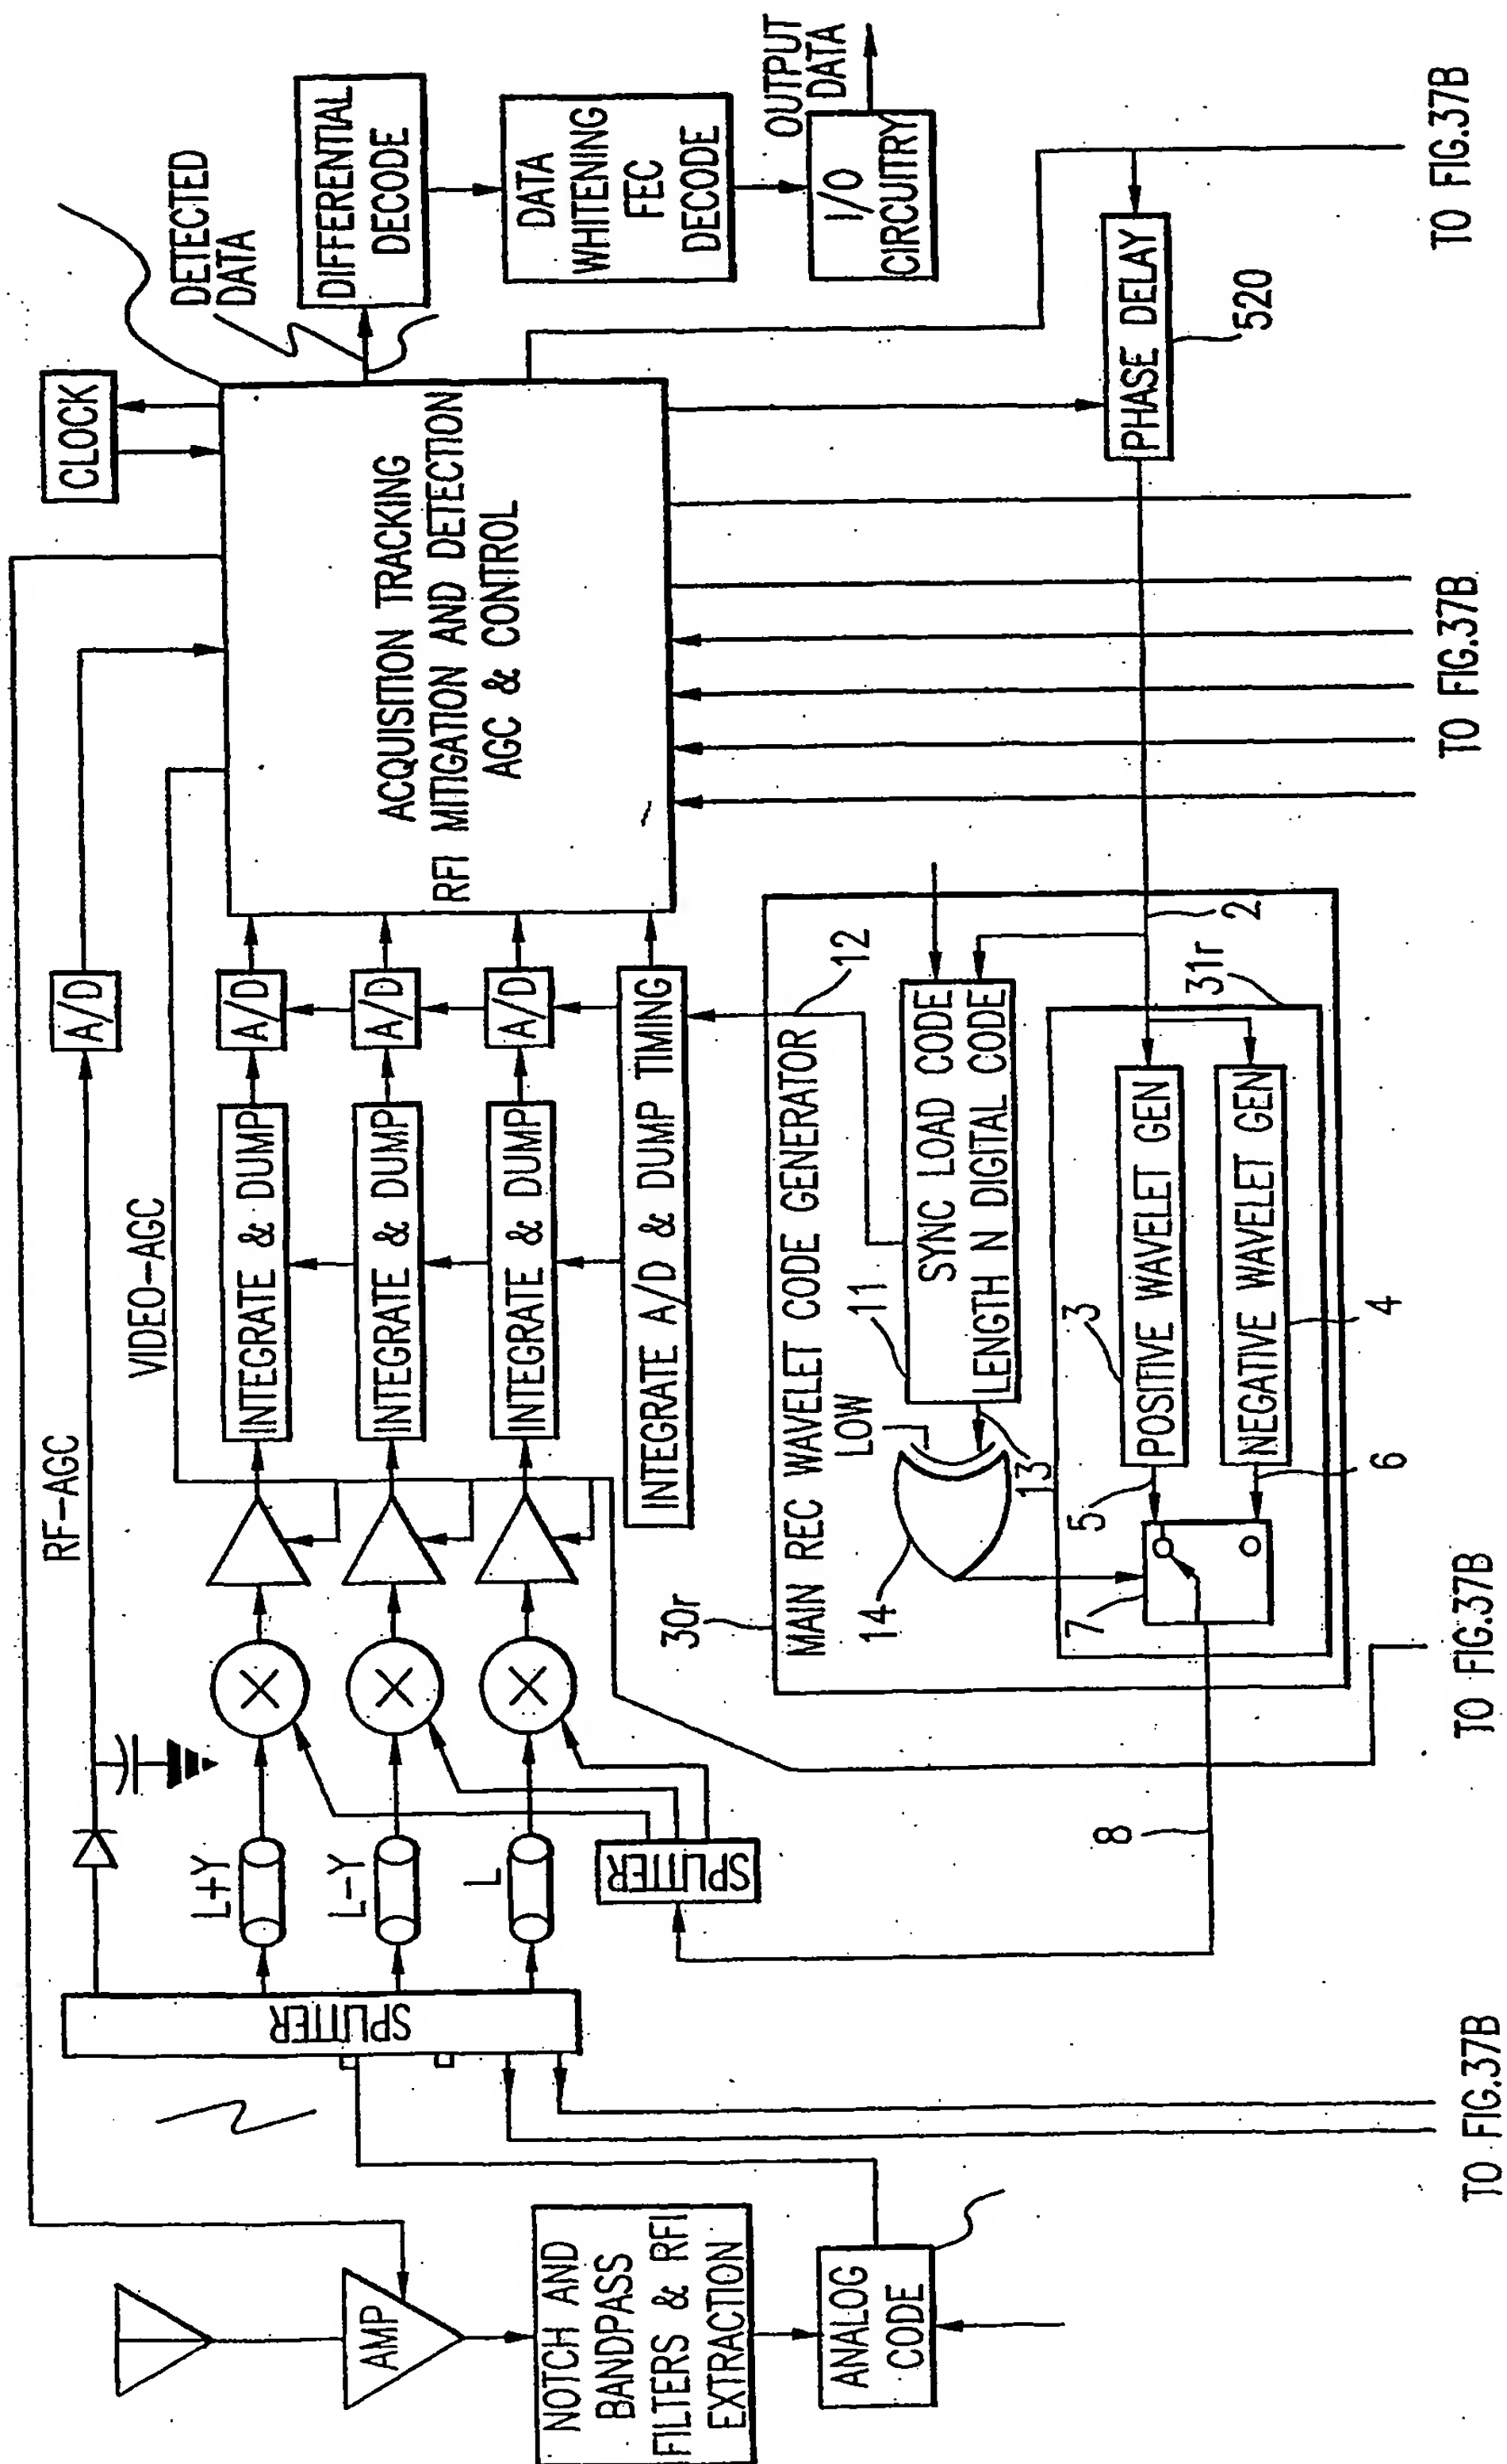 RF-AGC
VIDEO-AGC
A/D
CLOCK
DETECTED
DATA
DIFFERENTIAL
DECODE
DATA
WHITENING
FEC
DECODE
OUTPUT
DATA
I/O
CIRCUITRY
AMP
NOTCH AND
BANDPASS
FILTERS & RFI
EXTRACTION
ANALOG
CODE
SPLITTER
L+Y
L-Y
L
SPLITTER
INTEGRATE & DUMP
A/D
INTEGRATE & DUMP
A/D
INTEGRATE & DUMP
A/D
INTEGRATE A/D & DUMP TIMING
ACQUISITION TRACKING
RFI MITIGATION AND DETECTION
AGC & CONTROL
30r
MAIN REC WAVELET CODE GENERATOR
12
LOW
11
SYNC LOAD CODE
LENGTH N DIGITAL CODE
14
13
2
31r
7
5
3
POSITIVE WAVELET GEN
NEGATIVE WAVELET GEN
6
4
8
PHASE DELAY
520
TO FIG.37B
TO FIG.37B
TO FIG.37B
TO FIG.37B